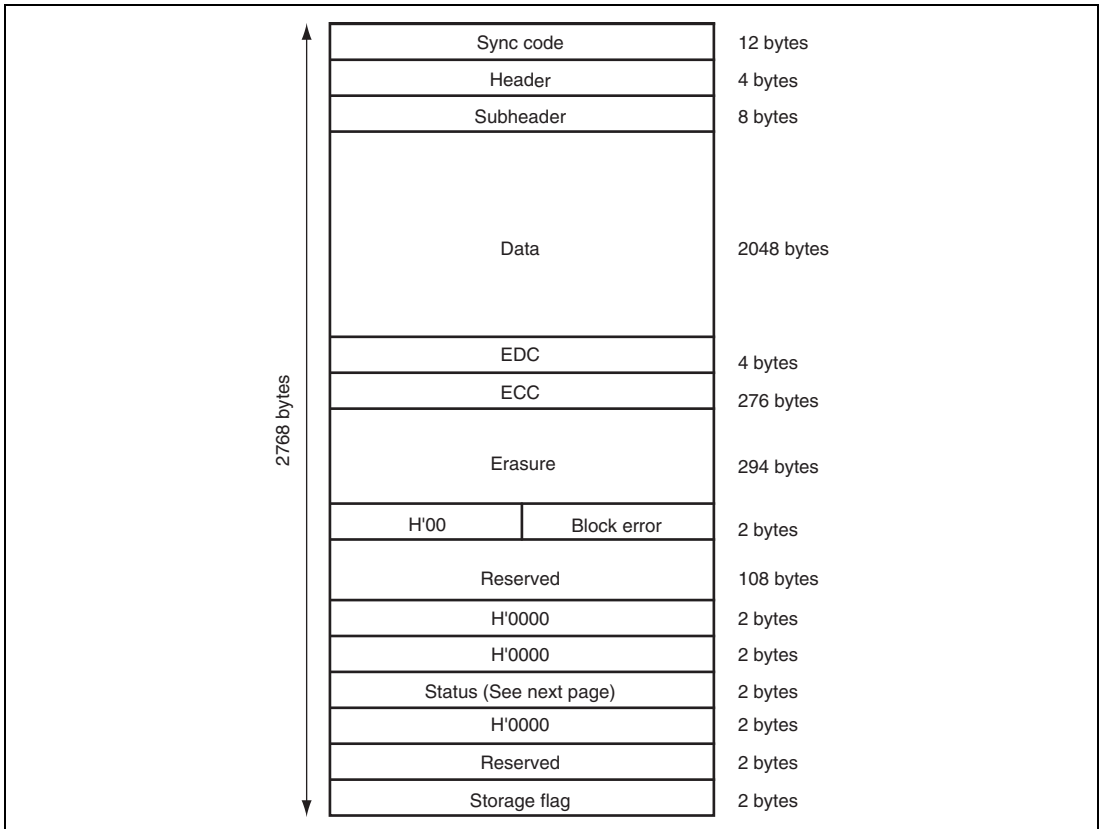 Sync code 12 bytes
Header 4 bytes
Subheader 8 bytes
Data 2048 bytes
EDC 4 bytes
ECC 276 bytes
2768 bytes
Erasure 294 bytes
H'00 Block error 2 bytes
Reserved 108 bytes
H'0000 2 bytes
H'0000 2 bytes
Status (See next page) 2 bytes
H'0000 2 bytes
Reserved 2 bytes
Storage flag 2 bytes